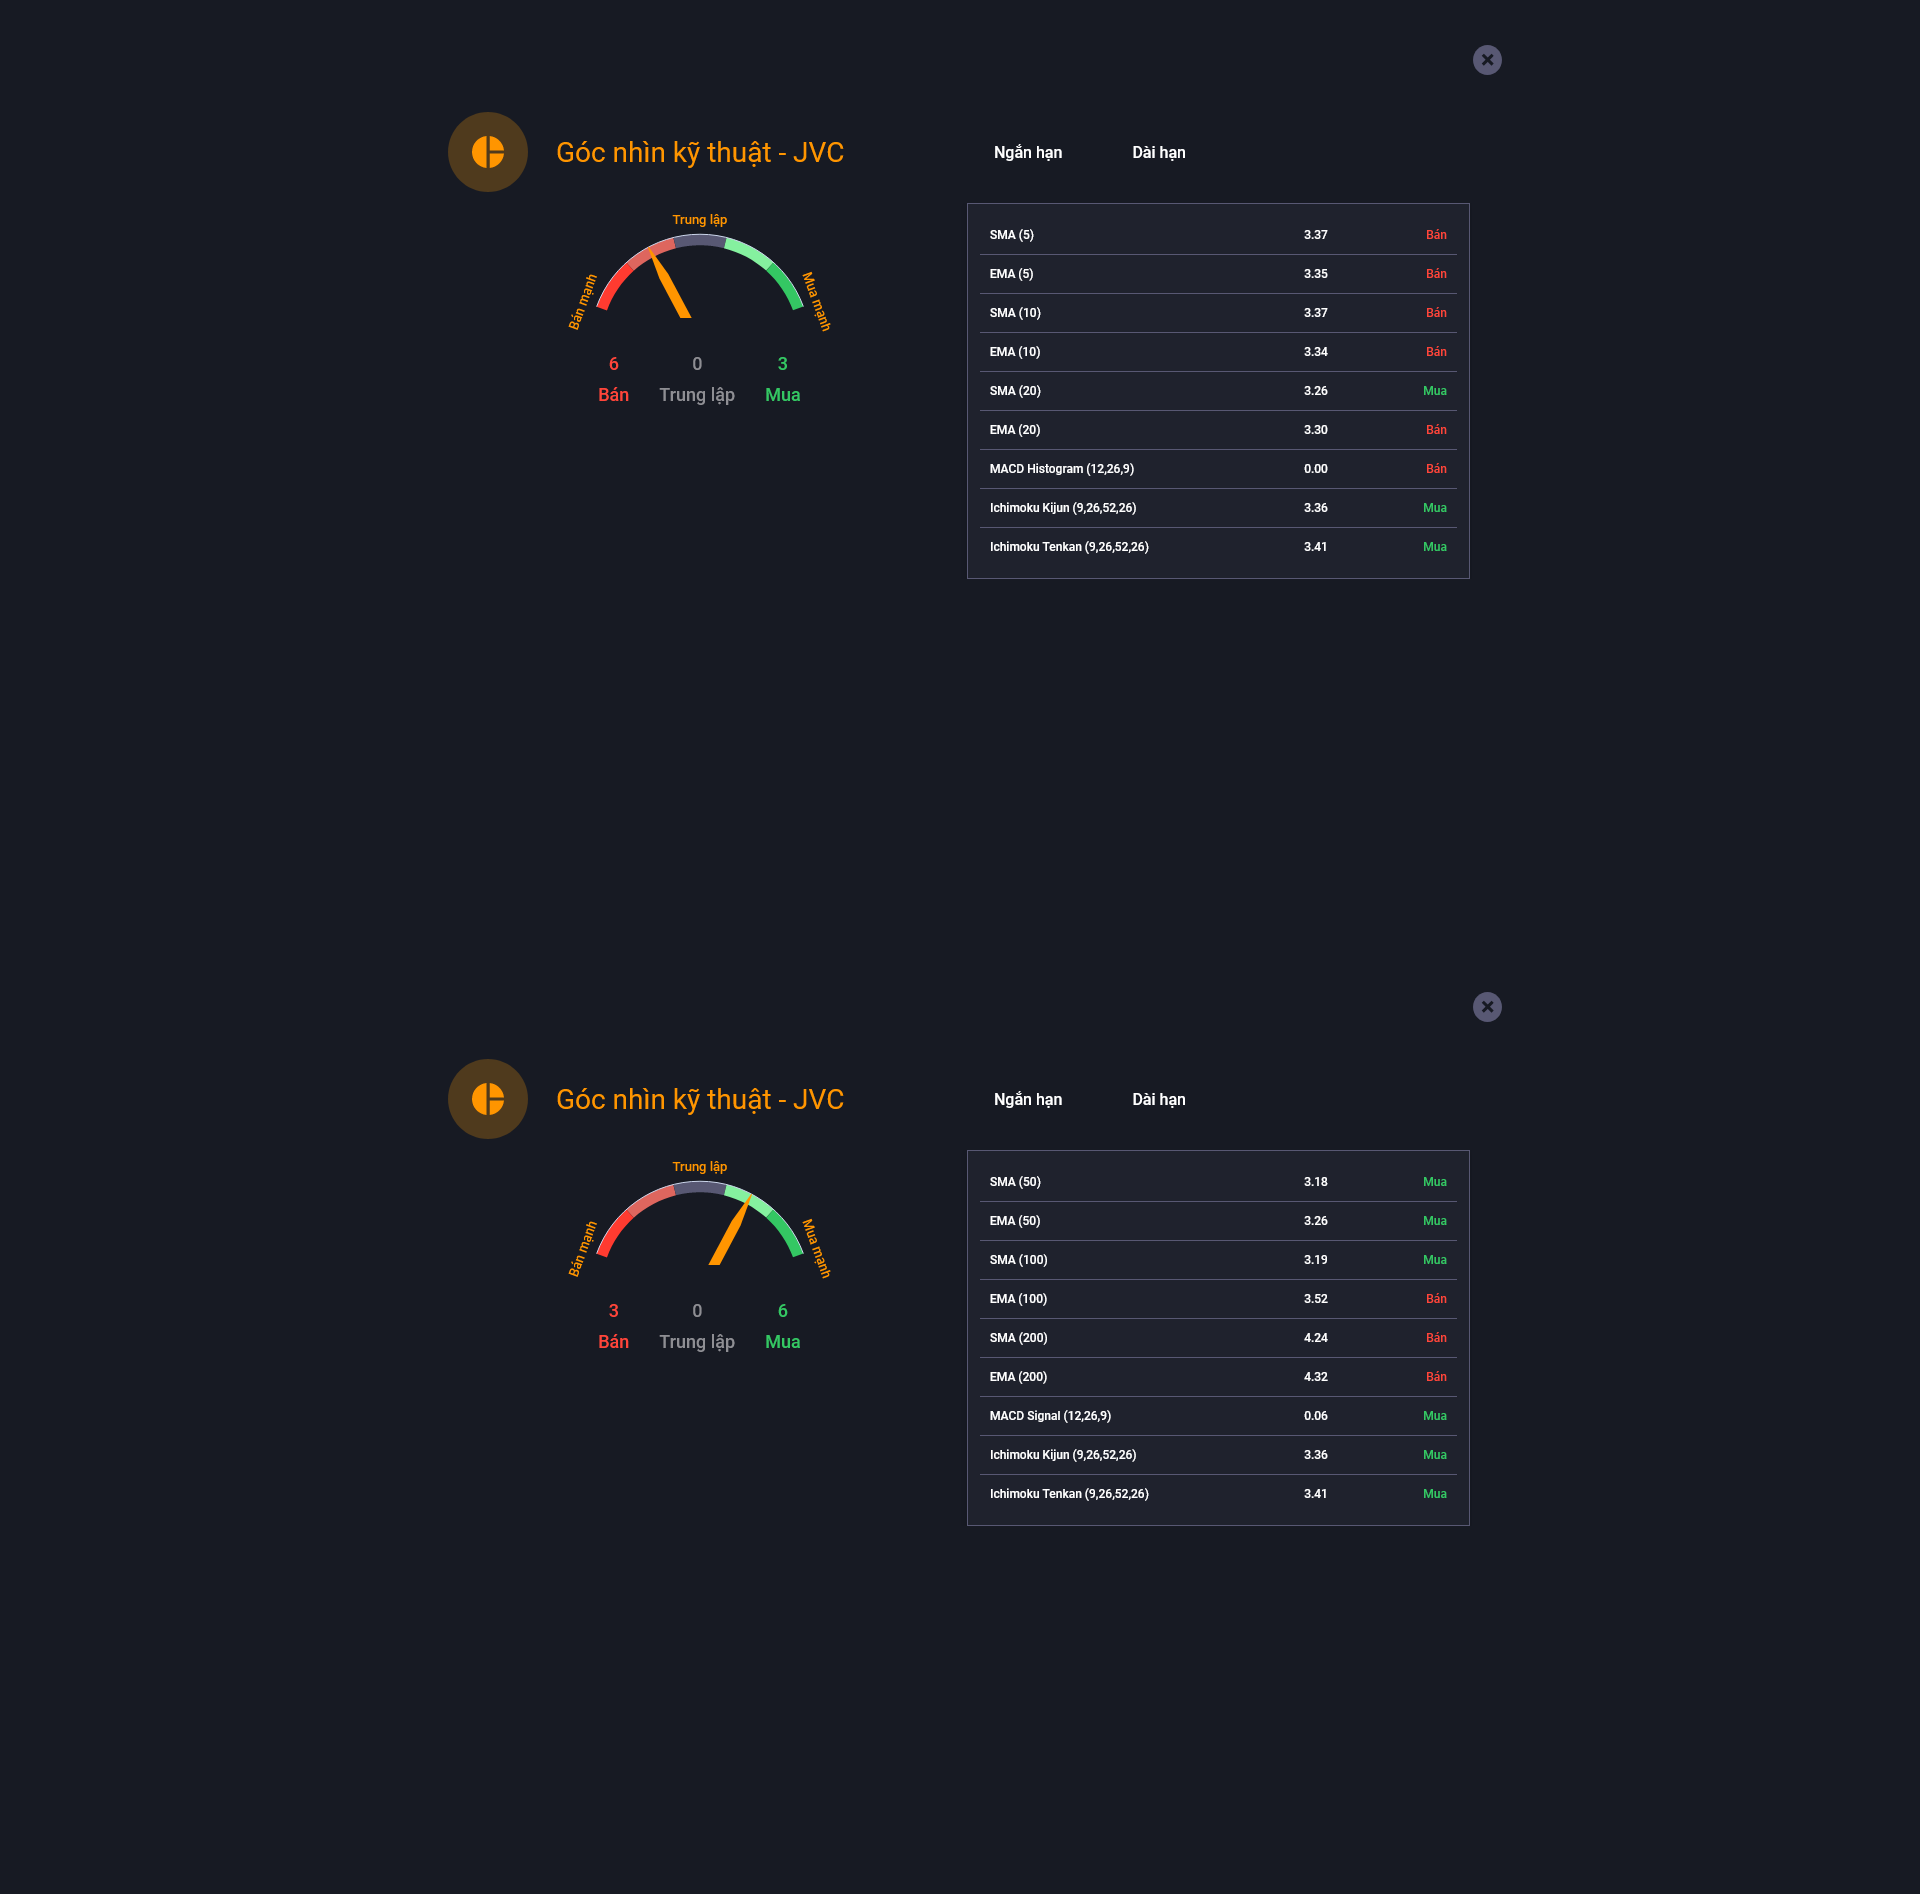 Góc nhìn kỹ thuật - JVC
Ngắn hạn Dài hạn
Trung lập
Bán mạnh
Mua mạnh
6 0 3
Bán Trung lập Mua
SMA (5) 3.37 Bán
EMA (5) 3.35 Bán
SMA (10) 3.37 Bán
EMA (10) 3.34 Bán
SMA (20) 3.26 Mua
EMA (20) 3.30 Bán
MACD Histogram (12,26,9) 0.00 Bán
Ichimoku Kijun (9,26,52,26) 3.36 Mua
Ichimoku Tenkan (9,26,52,26) 3.41 Mua
Góc nhìn kỹ thuật - JVC
Ngắn hạn Dài hạn
Trung lập
Bán mạnh
Mua mạnh
3 0 6
Bán Trung lập Mua
SMA (50) 3.18 Mua
EMA (50) 3.26 Mua
SMA (100) 3.19 Mua
EMA (100) 3.52 Bán
SMA (200) 4.24 Bán
EMA (200) 4.32 Bán
MACD Signal (12,26,9) 0.06 Mua
Ichimoku Kijun (9,26,52,26) 3.36 Mua
Ichimoku Tenkan (9,26,52,26) 3.41 Mua